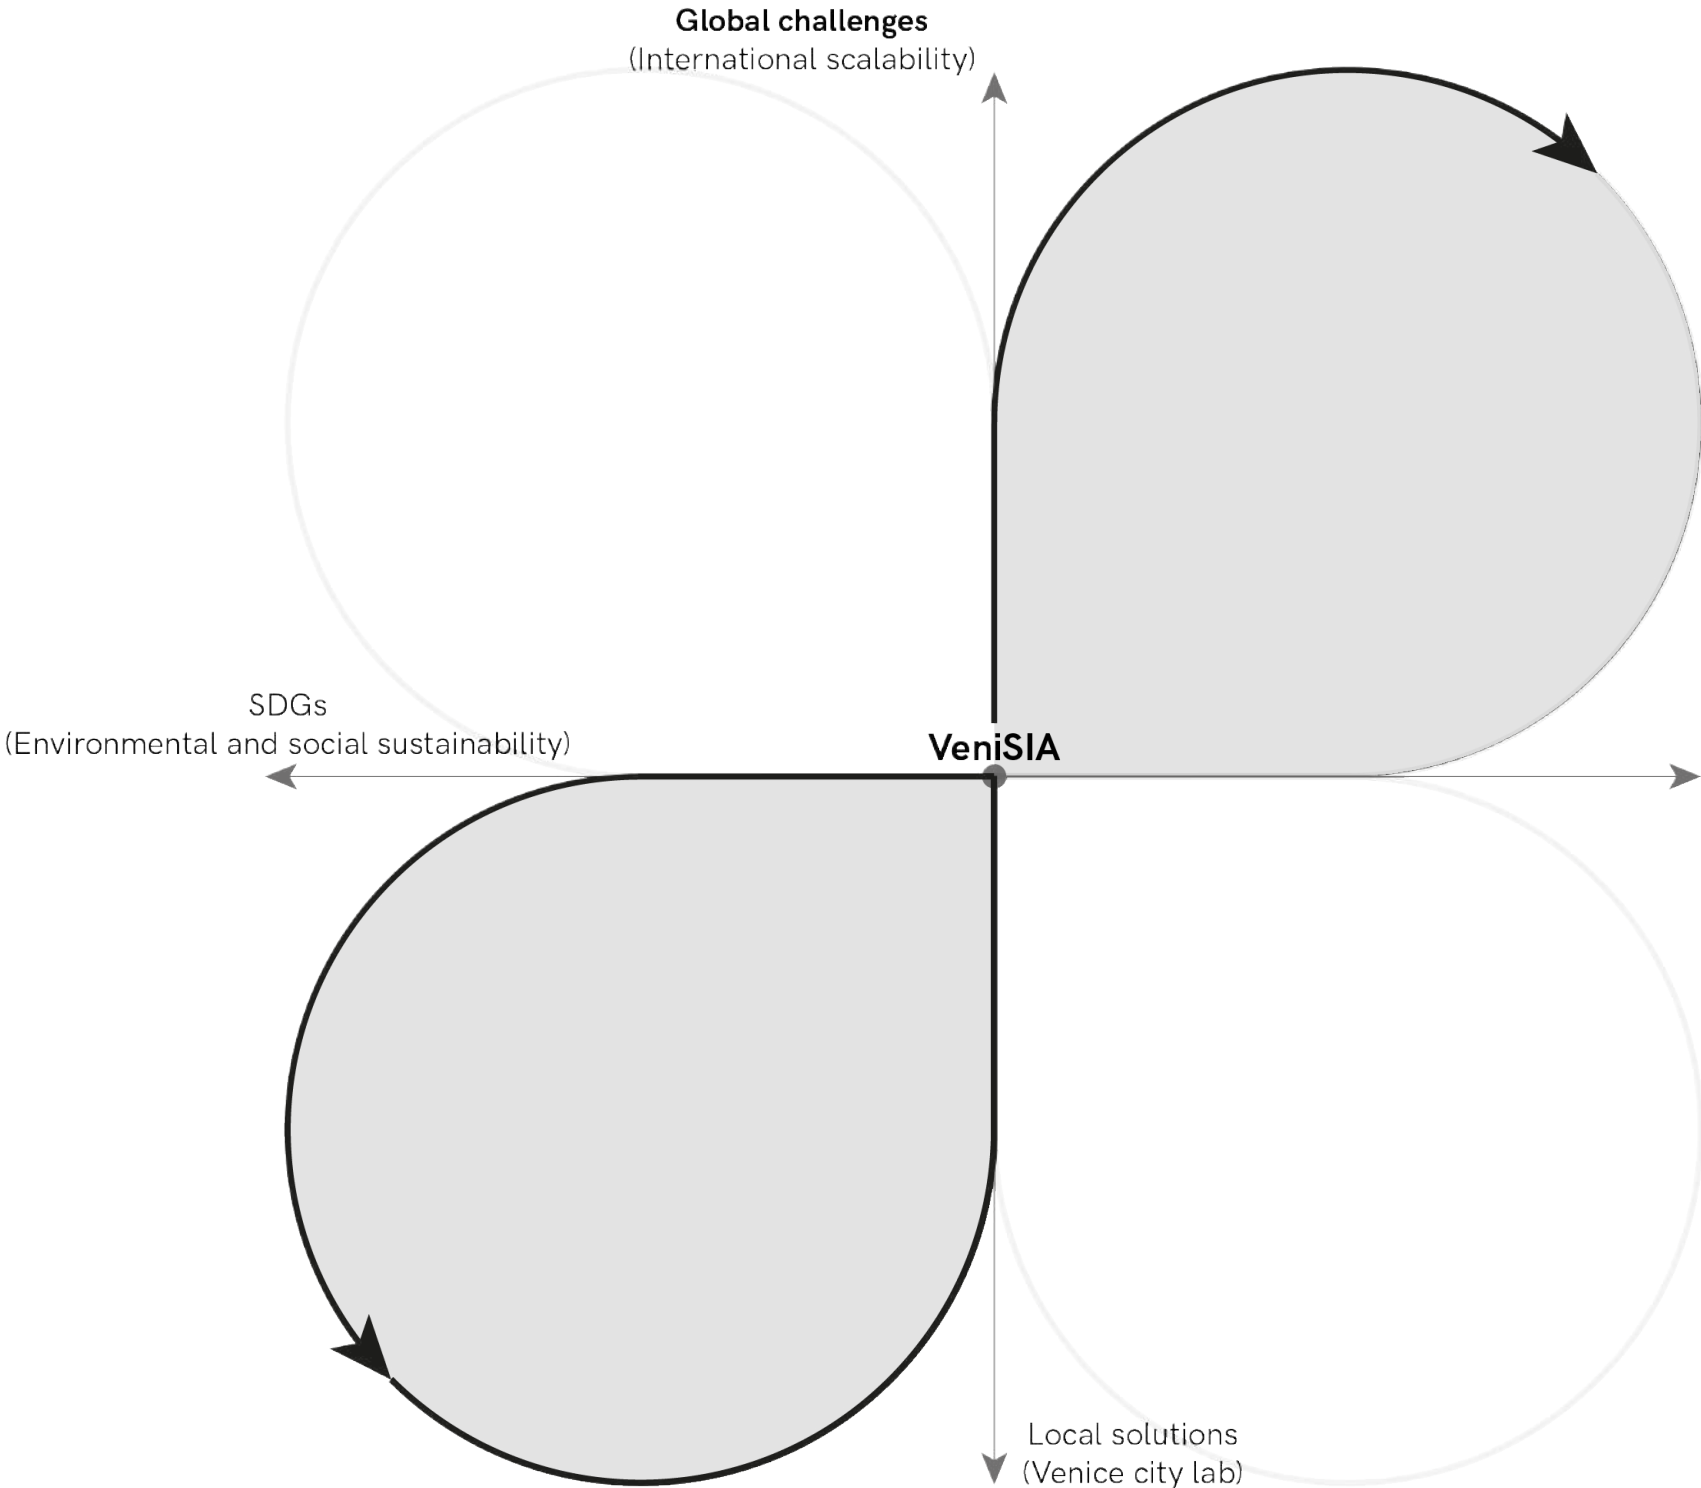 Global challenges
(International scalability)
SDGs
(Environmental and social sustainability)
VeniSIA
Local solutions
(Venice city lab)